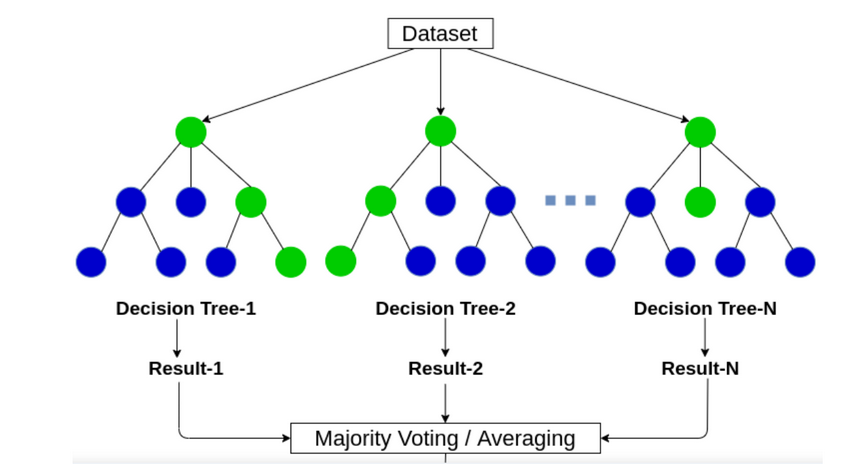 Dataset
Decision Tree-1
Decision Tree-2
Decision Tree-N
Result-1
Result-2
Result-N
Majority Voting / Averaging